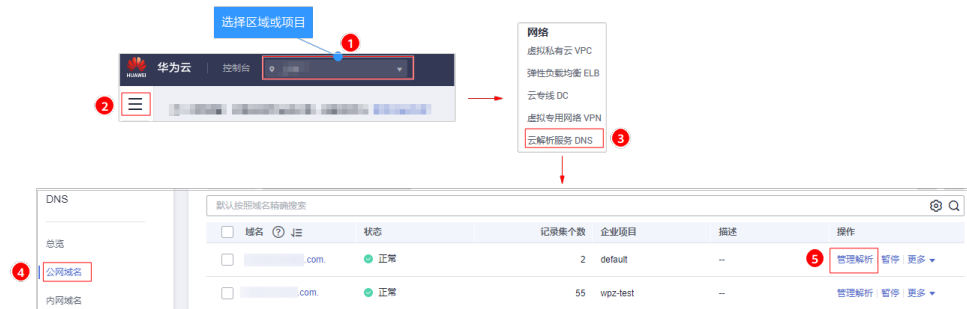 选择区域或项目
1
HUAWEI 华为云 控制台
2
网络
虚拟私有云 VPC
弹性负载均衡 ELB
云专线 DC
虚拟专用网络 VPN
云解析服务 DNS 3
DNS
总览
4 公网域名
内网域名
默认按照域名精确搜索
域名 ? 状态 记录集个数 企业项目 描述 操作
.com. 正常 2 default -- 5 管理解析 暂停 更多
.com. 正常 55 wpz-test -- 管理解析 暂停 更多